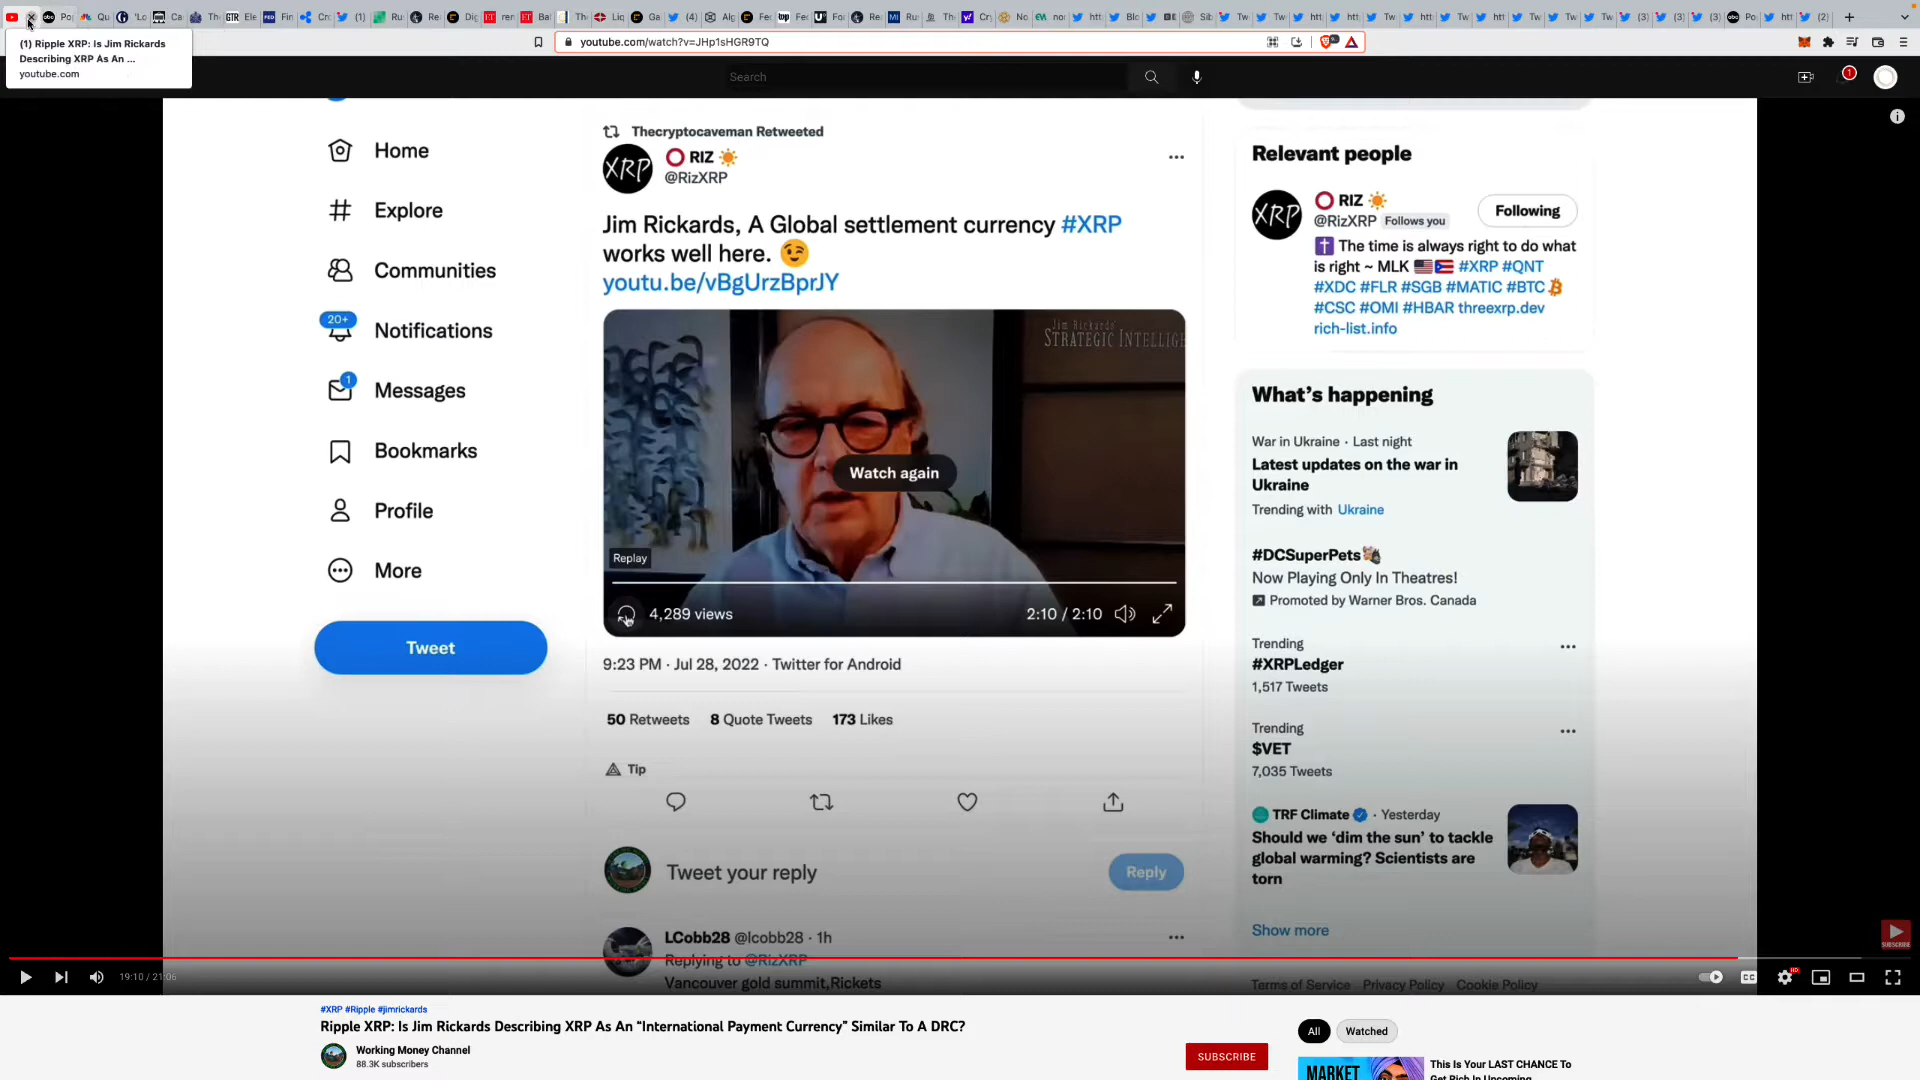 (1) Ripple XRP: Is Jim Rickards
Describing XRP As An ...
youtube.com
youtube.com/watch?v=JHp1sHGR9TQ
Search
1
Home
Explore
Communities
20+
Notifications
1
Messages
Bookmarks
Profile
More
Tweet
Thecryptocaveman Retweeted
XRP
⭕ RIZ ☀️
@RizXRP
Jim Rickards, A Global settlement currency #XRP
works well here. 😉
youtu.be/vBgUrzBprJY
Jim Rickards'
STRATEGIC INTELLIGE
Watch again
Replay
4,289 views
2:10 / 2:10
9:23 PM · Jul 28, 2022 · Twitter for Android
50 Retweets 8 Quote Tweets 173 Likes
Tip
Tweet your reply
Reply
LCobb28 @lcobb28 · 1h
Replying to @RizXRP
Vancouver gold summit,Rickets
Relevant people
XRP
⭕ RIZ ☀️
@RizXRP Follows you
Following
✝️ The time is always right to do what
is right ~ MLK 🇺🇸🇵🇷 #XRP #QNT
#XDC #FLR #SGB #MATIC #BTC
#CSC #OMI #HBAR threexrp.dev
rich-list.info
What's happening
War in Ukraine · Last night
Latest updates on the war in
Ukraine
Trending with Ukraine
#DCSuperPets
Now Playing Only In Theatres!
Promoted by Warner Bros. Canada
Trending
#XRPLedger
1,517 Tweets
Trending
$VET
7,035 Tweets
TRF Climate · Yesterday
Should we 'dim the sun' to tackle
global warming? Scientists are
torn
Show more
Terms of Service Privacy Policy Cookie Policy
SUBSCRIBE
19:10 / 21:06
CC
HD
#XRP #Ripple #jimrickards
Ripple XRP: Is Jim Rickards Describing XRP As An "International Payment Currency" Similar To A DRC?
Working Money Channel
88.3K subscribers
SUBSCRIBE
All
Watched
MARKET
This Is Your LAST CHANCE To
Get Rich In Upcoming